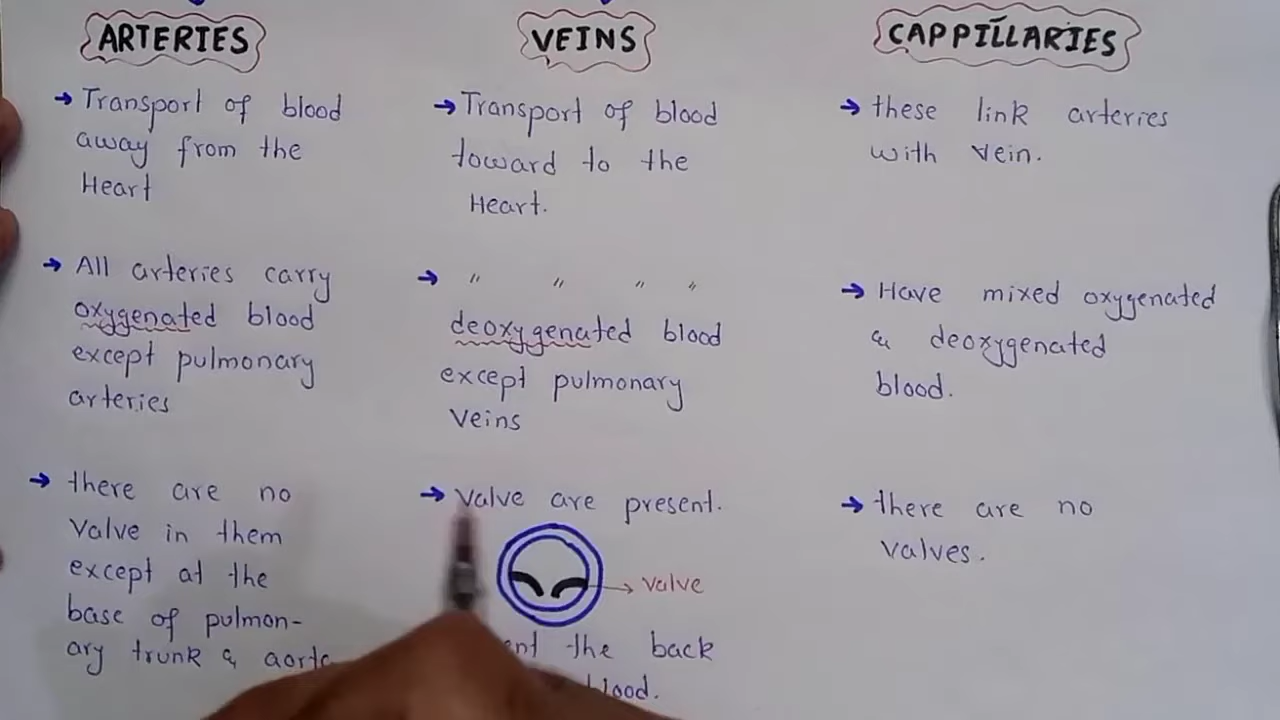 ARTERIES
→ Transport of blood
away from the
Heart
→ All arteries carry
oxygenated blood
except pulmonary
arteries
→ there are no
Valve in them
except at the
base of pulmon-
ary trunk & aorta
VEINS
→ Transport of blood
toward to the
Heart.
→ " " " "
deoxygenated blood
except pulmonary
Veins
→ Valve are present.
→ valve
the back
blood.
CAPPILLARIES
→ these link arteries
with vein.
→ Have mixed oxygenated
& deoxygenated
blood.
→ there are no
valves.